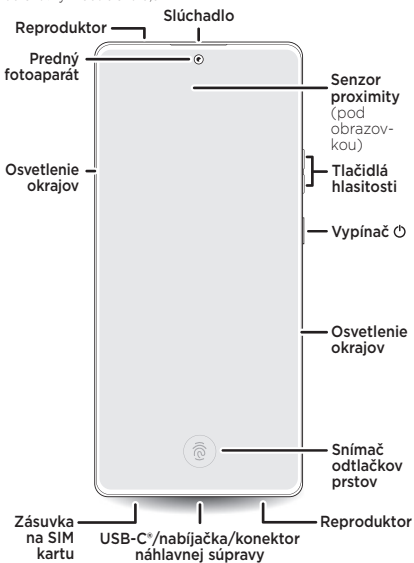 Slúchadlo
Reproduktor
Predný
fotoaparát
Senzor
proximity
(pod
obrazov-
kou)
Osvetlenie
okrajov
Tlačidlá
hlasitosti
Vypínač
Osvetlenie
okrajov
Snímač
odtlačkov
prstov
Zásuvka
na SIM
kartu
USB-C®/nabíjačka/konektor
náhlavnej súpravy
Reproduktor